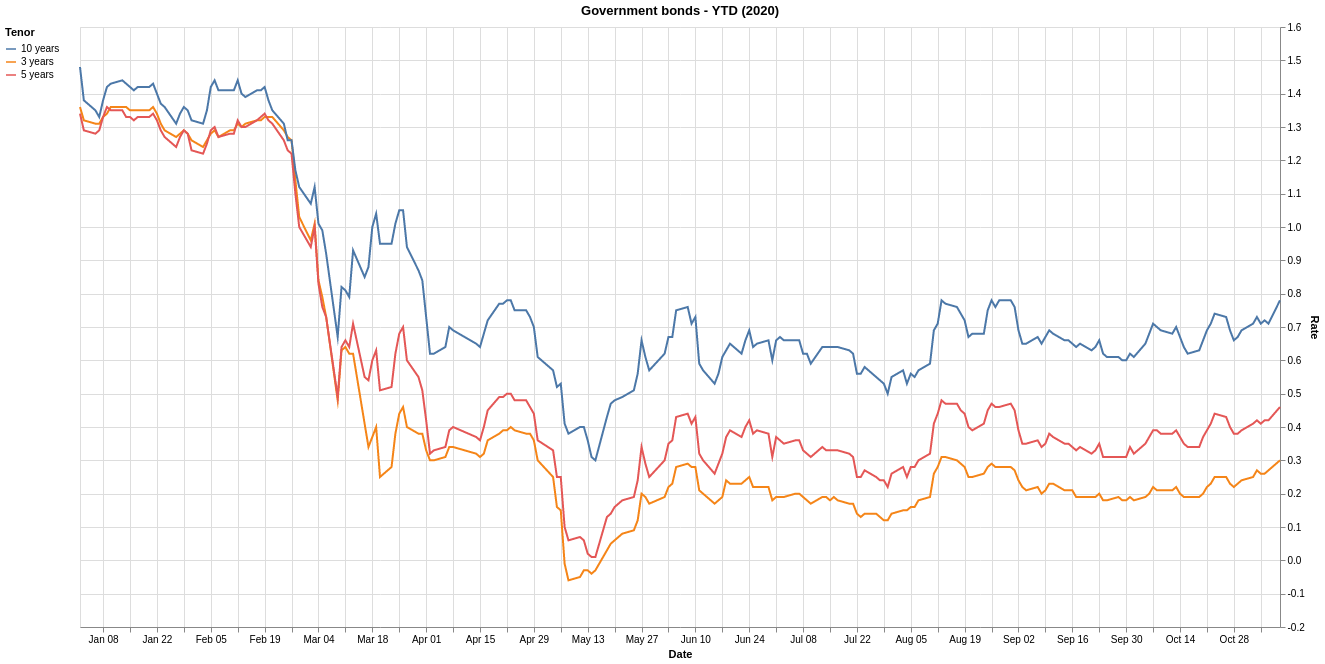 Government bonds - YTD (2020)
Tenor
10 years
3 years
5 years
1.6
1.5
1.4
1.3
1.2
1.1
1.0
0.9
0.8
0.7
0.6
0.5
0.4
0.3
0.2
0.1
0.0
-0.1
-0.2
Rate
Jan 08 Jan 22 Feb 05 Feb 19 Mar 04 Mar 18 Apr 01 Apr 15 Apr 29 May 13 May 27 Jun 10 Jun 24 Jul 08 Jul 22 Aug 05 Aug 19 Sep 02 Sep 16 Sep 30 Oct 14 Oct 28
Date